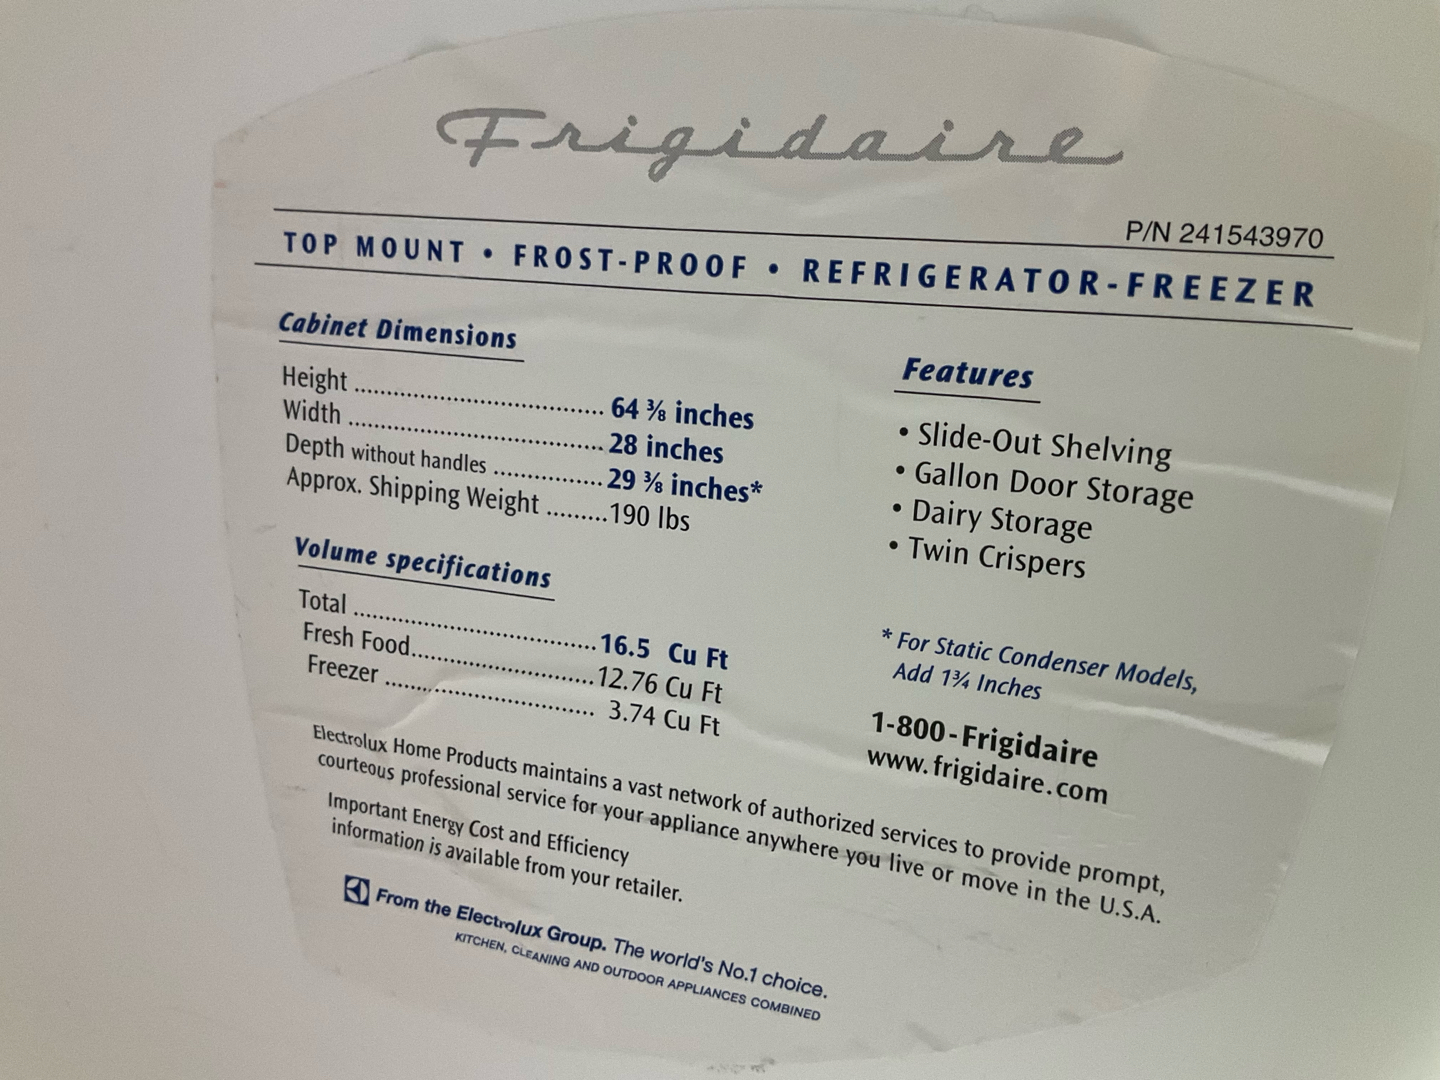 Frigidaire
P/N 241543970
TOP MOUNT • FROST-PROOF • REFRIGERATOR-FREEZER
Cabinet Dimensions
Height ...................................... 64 ⅜ inches
Width ....................................... 28 inches
Depth without handles ................. 29 ⅜ inches*
Approx. Shipping Weight .........190 lbs
Volume specifications
Total ..................................... 16.5 Cu Ft
Fresh Food............................ 12.76 Cu Ft
Freezer ................................ 3.74 Cu Ft
Features
• Slide-Out Shelving
• Gallon Door Storage
• Dairy Storage
• Twin Crispers
* For Static Condenser Models,
Add 1¾ Inches
1-800-Frigidaire
www.frigidaire.com
Electrolux Home Products maintains a vast network of authorized services to provide prompt,
courteous professional service for your appliance anywhere you live or move in the U.S.A.
Important Energy Cost and Efficiency
information is available from your retailer.
From the Electrolux Group. The world's No.1 choice.
KITCHEN, CLEANING AND OUTDOOR APPLIANCES COMBINED